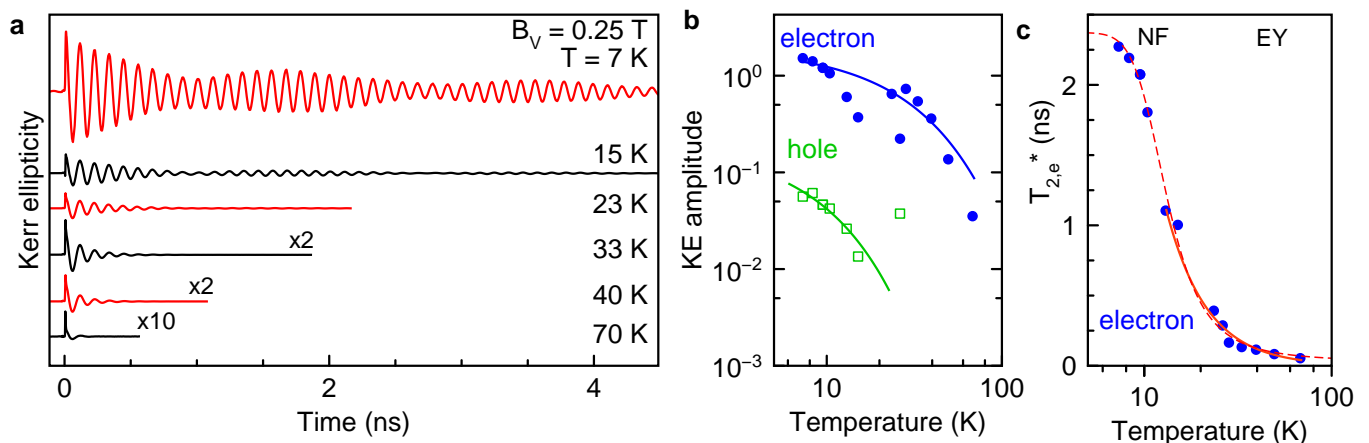 a
B_V = 0.25 T
T = 7 K
15 K
23 K
x2
33 K
x2
40 K
x10
70 K
Kerr ellipticity
0
2
4
Time (ns)
b
electron
hole
10^0
10^-1
10^-2
10^-3
KE amplitude
10
100
Temperature (K)
c
NF
EY
electron
2
1
0
T_{2,e}* (ns)
10
100
Temperature (K)